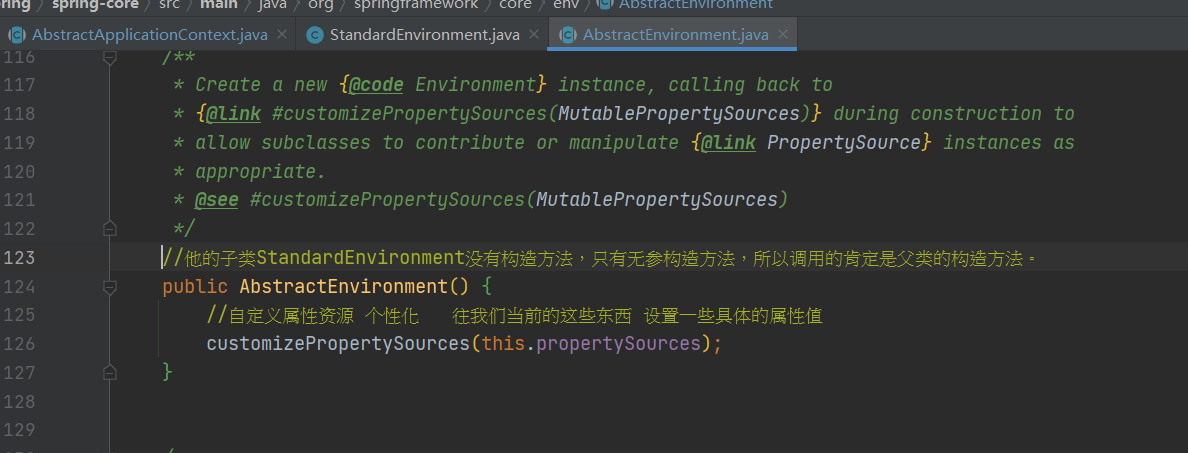 ring spring-core src main java org springframework core env AbstractEnvironment
AbstractApplicationContext.java StandardEnvironment.java AbstractEnvironment.java
116 /**
117 * Create a new {@code Environment} instance, calling back to
118 * {@link #customizePropertySources(MutablePropertySources)} during construction to
119 * allow subclasses to contribute or manipulate {@link PropertySource} instances as
120 * appropriate.
121 * @see #customizePropertySources(MutablePropertySources)
122 */
123 //他的子类StandardEnvironment没有构造方法，只有无参构造方法，所以调用的肯定是父类的构造方法。
124 public AbstractEnvironment() {
125 //自定义属性资源 个性化 往我们当前的这些东西 设置一些具体的属性值
126 customizePropertySources(this.propertySources);
127 }
128
129